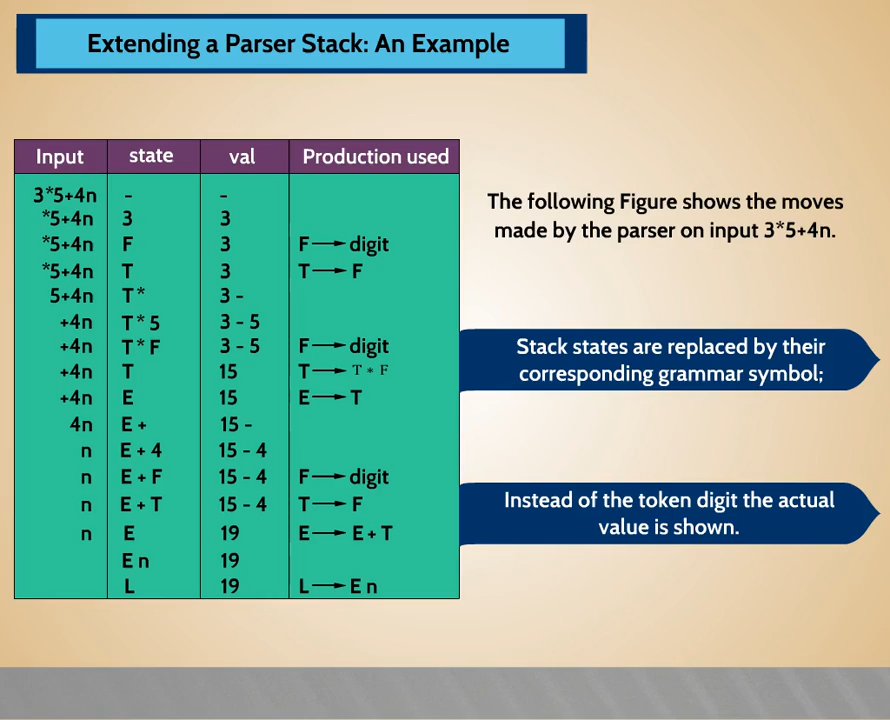 Extending a Parser Stack: An Example
Input state val Production used
3*5+4n - -
*5+4n 3 3
*5+4n F 3 F → digit
*5+4n T 3 T → F
5+4n T* 3 -
+4n T * 5 3 - 5
+4n T * F 3 - 5 F → digit
+4n T 15 T → T * F
+4n E 15 E → T
4n E + 15 -
n E + 4 15 - 4
n E + F 15 - 4 F → digit
n E + T 15 - 4 T → F
n E 19 E → E + T
E n 19
L 19 L → E n
The following Figure shows the moves
made by the parser on input 3*5+4n.
Stack states are replaced by their
corresponding grammar symbol;
Instead of the token digit the actual
value is shown.